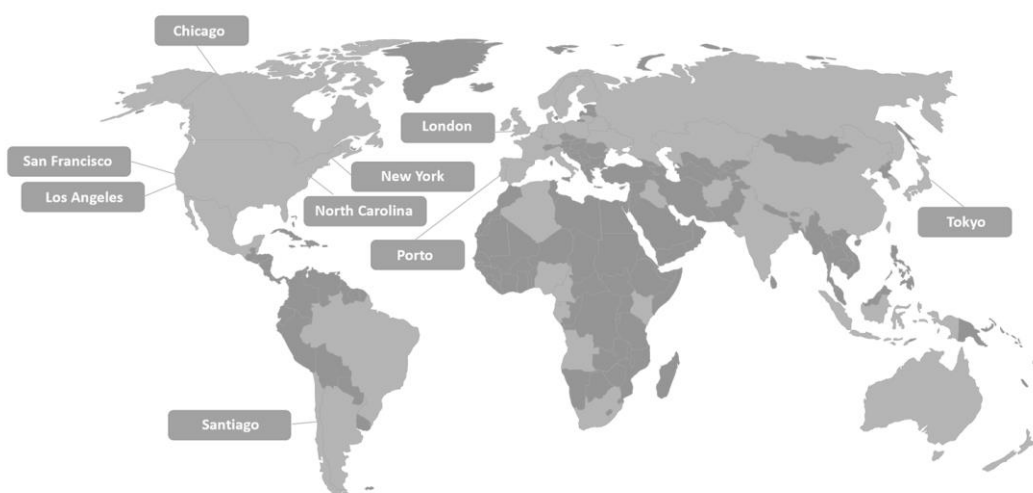 Chicago
London
San Francisco
New York
Los Angeles
North Carolina
Tokyo
Porto
Santiago